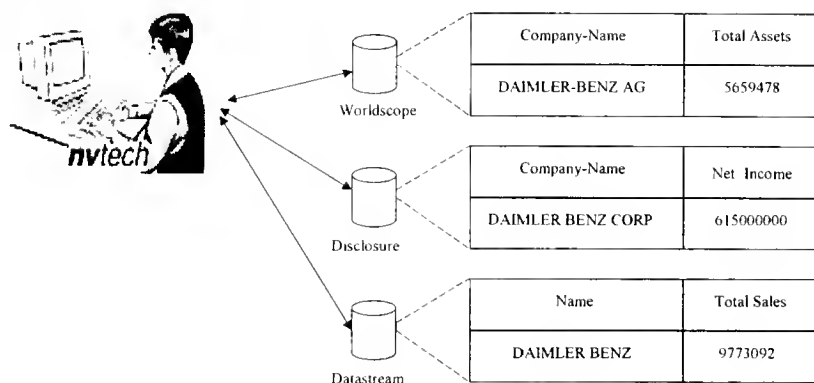 nvtech
Worldscope
Company-Name Total Assets
DAIMLER-BENZ AG 5659478
Disclosure
Company-Name Net Income
DAIMLER BENZ CORP 615000000
Datastream
Name Total Sales
DAIMLER BENZ 9773092